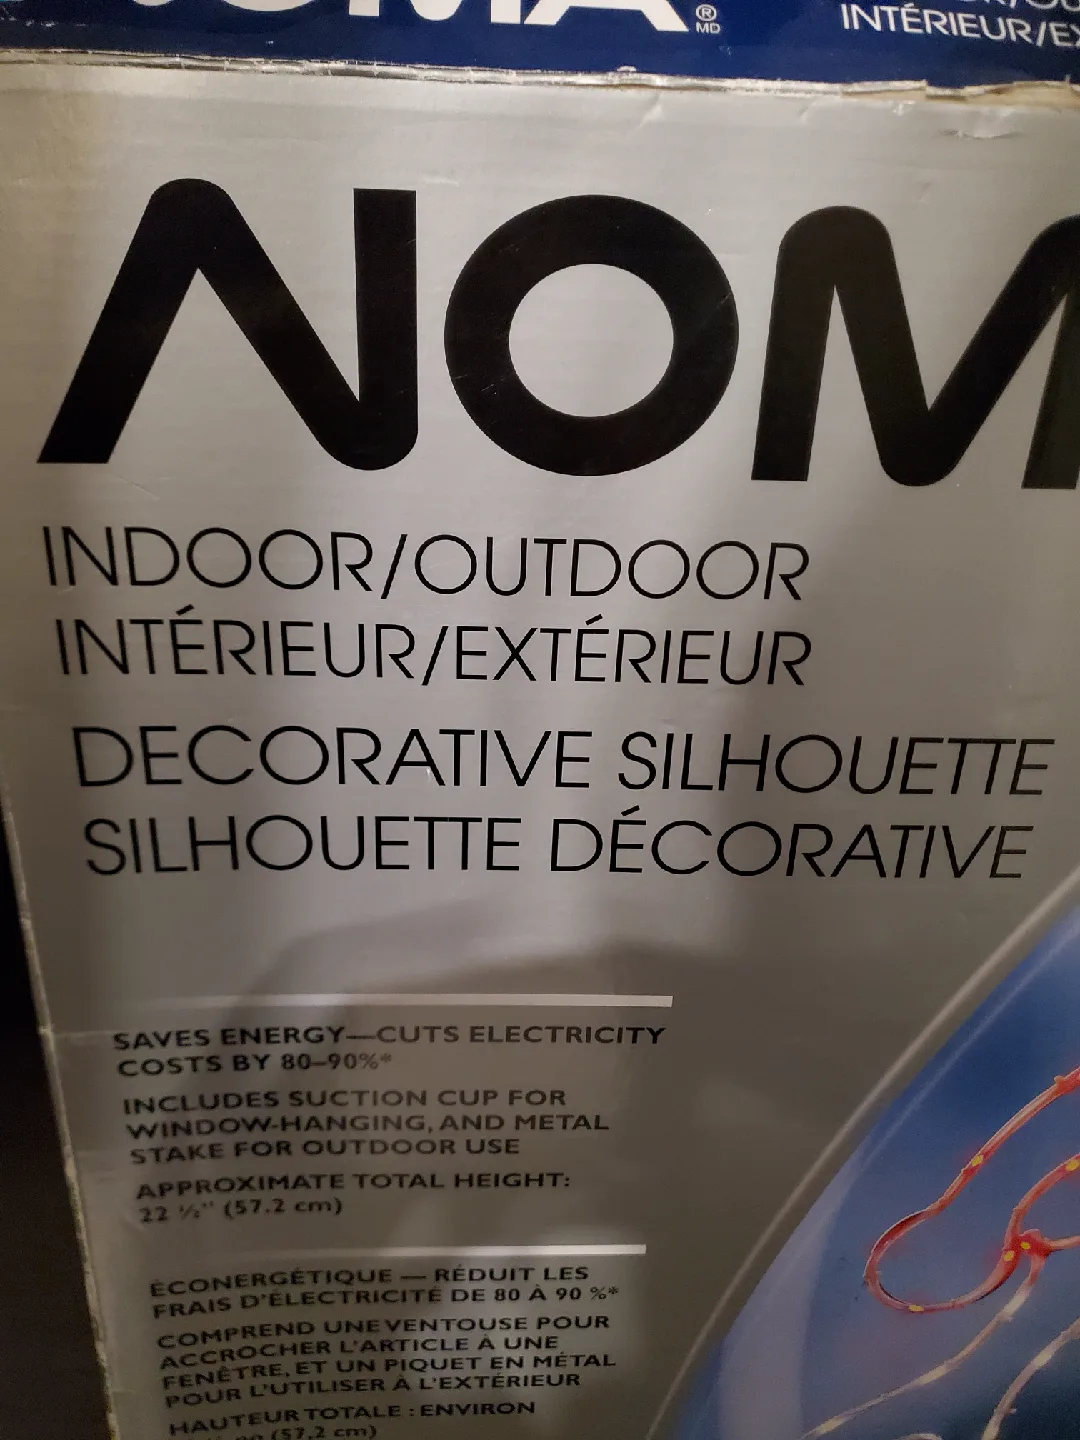 MD
INTÉRIEUR/EX
NOM
INDOOR/OUTDOOR
INTÉRIEUR/EXTÉRIEUR
DECORATIVE SILHOUETTE
SILHOUETTE DÉCORATIVE
SAVES ENERGY—CUTS ELECTRICITY
COSTS BY 80–90%*
INCLUDES SUCTION CUP FOR
WINDOW-HANGING, AND METAL
STAKE FOR OUTDOOR USE
APPROXIMATE TOTAL HEIGHT:
22 ½" (57.2 cm)
ÉCONERGÉTIQUE — RÉDUIT LES
FRAIS D'ÉLECTRICITÉ DE 80 À 90 %*
COMPREND UNE VENTOUSE POUR
ACCROCHER L'ARTICLE À UNE
FENÊTRE, ET UN PIQUET EN MÉTAL
POUR L'UTILISER À L'EXTÉRIEUR
HAUTEUR TOTALE : ENVIRON
(57,2 cm)